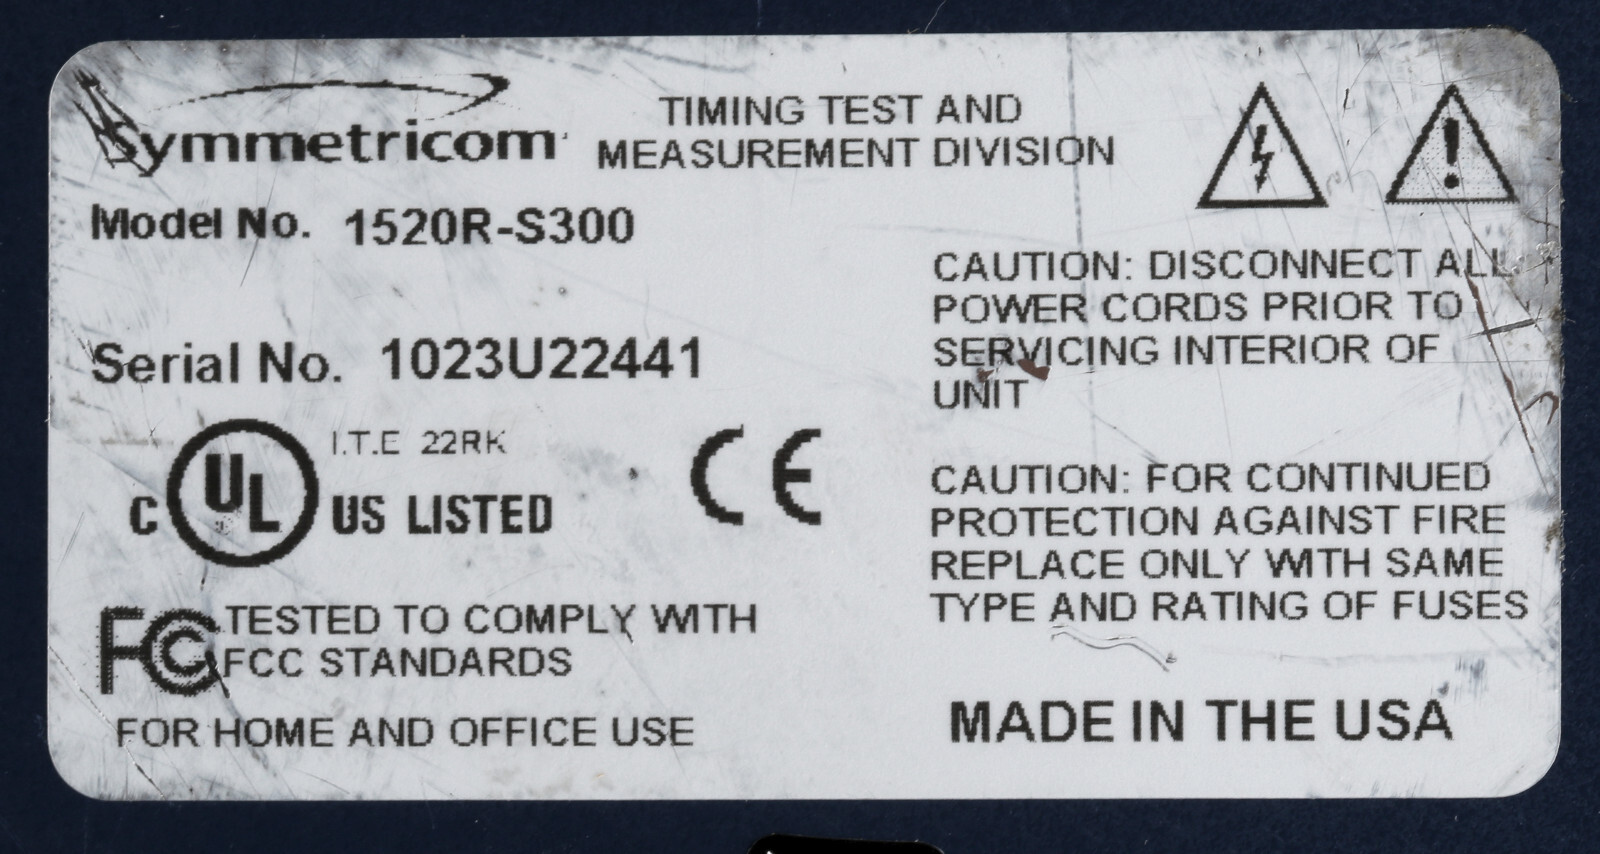 Symmetricom
TIMING TEST AND
MEASUREMENT DIVISION
Model No. 1520R-S300
Serial No. 1023U22441
C UL US LISTED
I.T.E 22RK
CE
FC TESTED TO COMPLY WITH
FCC STANDARDS
FOR HOME AND OFFICE USE
CAUTION: DISCONNECT ALL
POWER CORDS PRIOR TO
SERVICING INTERIOR OF
UNIT
CAUTION: FOR CONTINUED
PROTECTION AGAINST FIRE
REPLACE ONLY WITH SAME
TYPE AND RATING OF FUSES
MADE IN THE USA